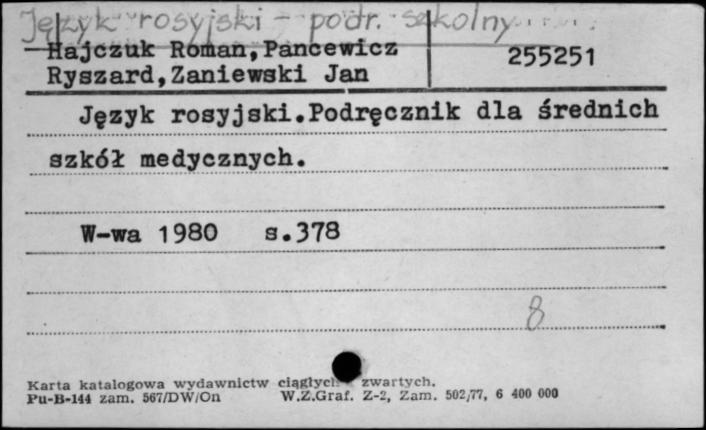 Język rosyjski - podr. szkolny
Hajczuk Roman, Pancewicz
Ryszard, Zaniewski Jan
255251
Język rosyjski. Podręcznik dla średnich
szkół medycznych.
W-wa 1980 s. 378
8
Karta katalogowa wydawnictw ciągłych zwartych.
Pu-B-144 zam. 567/DW/On W.Z.Graf. Z-2, Zam. 502/77, 6 400 000